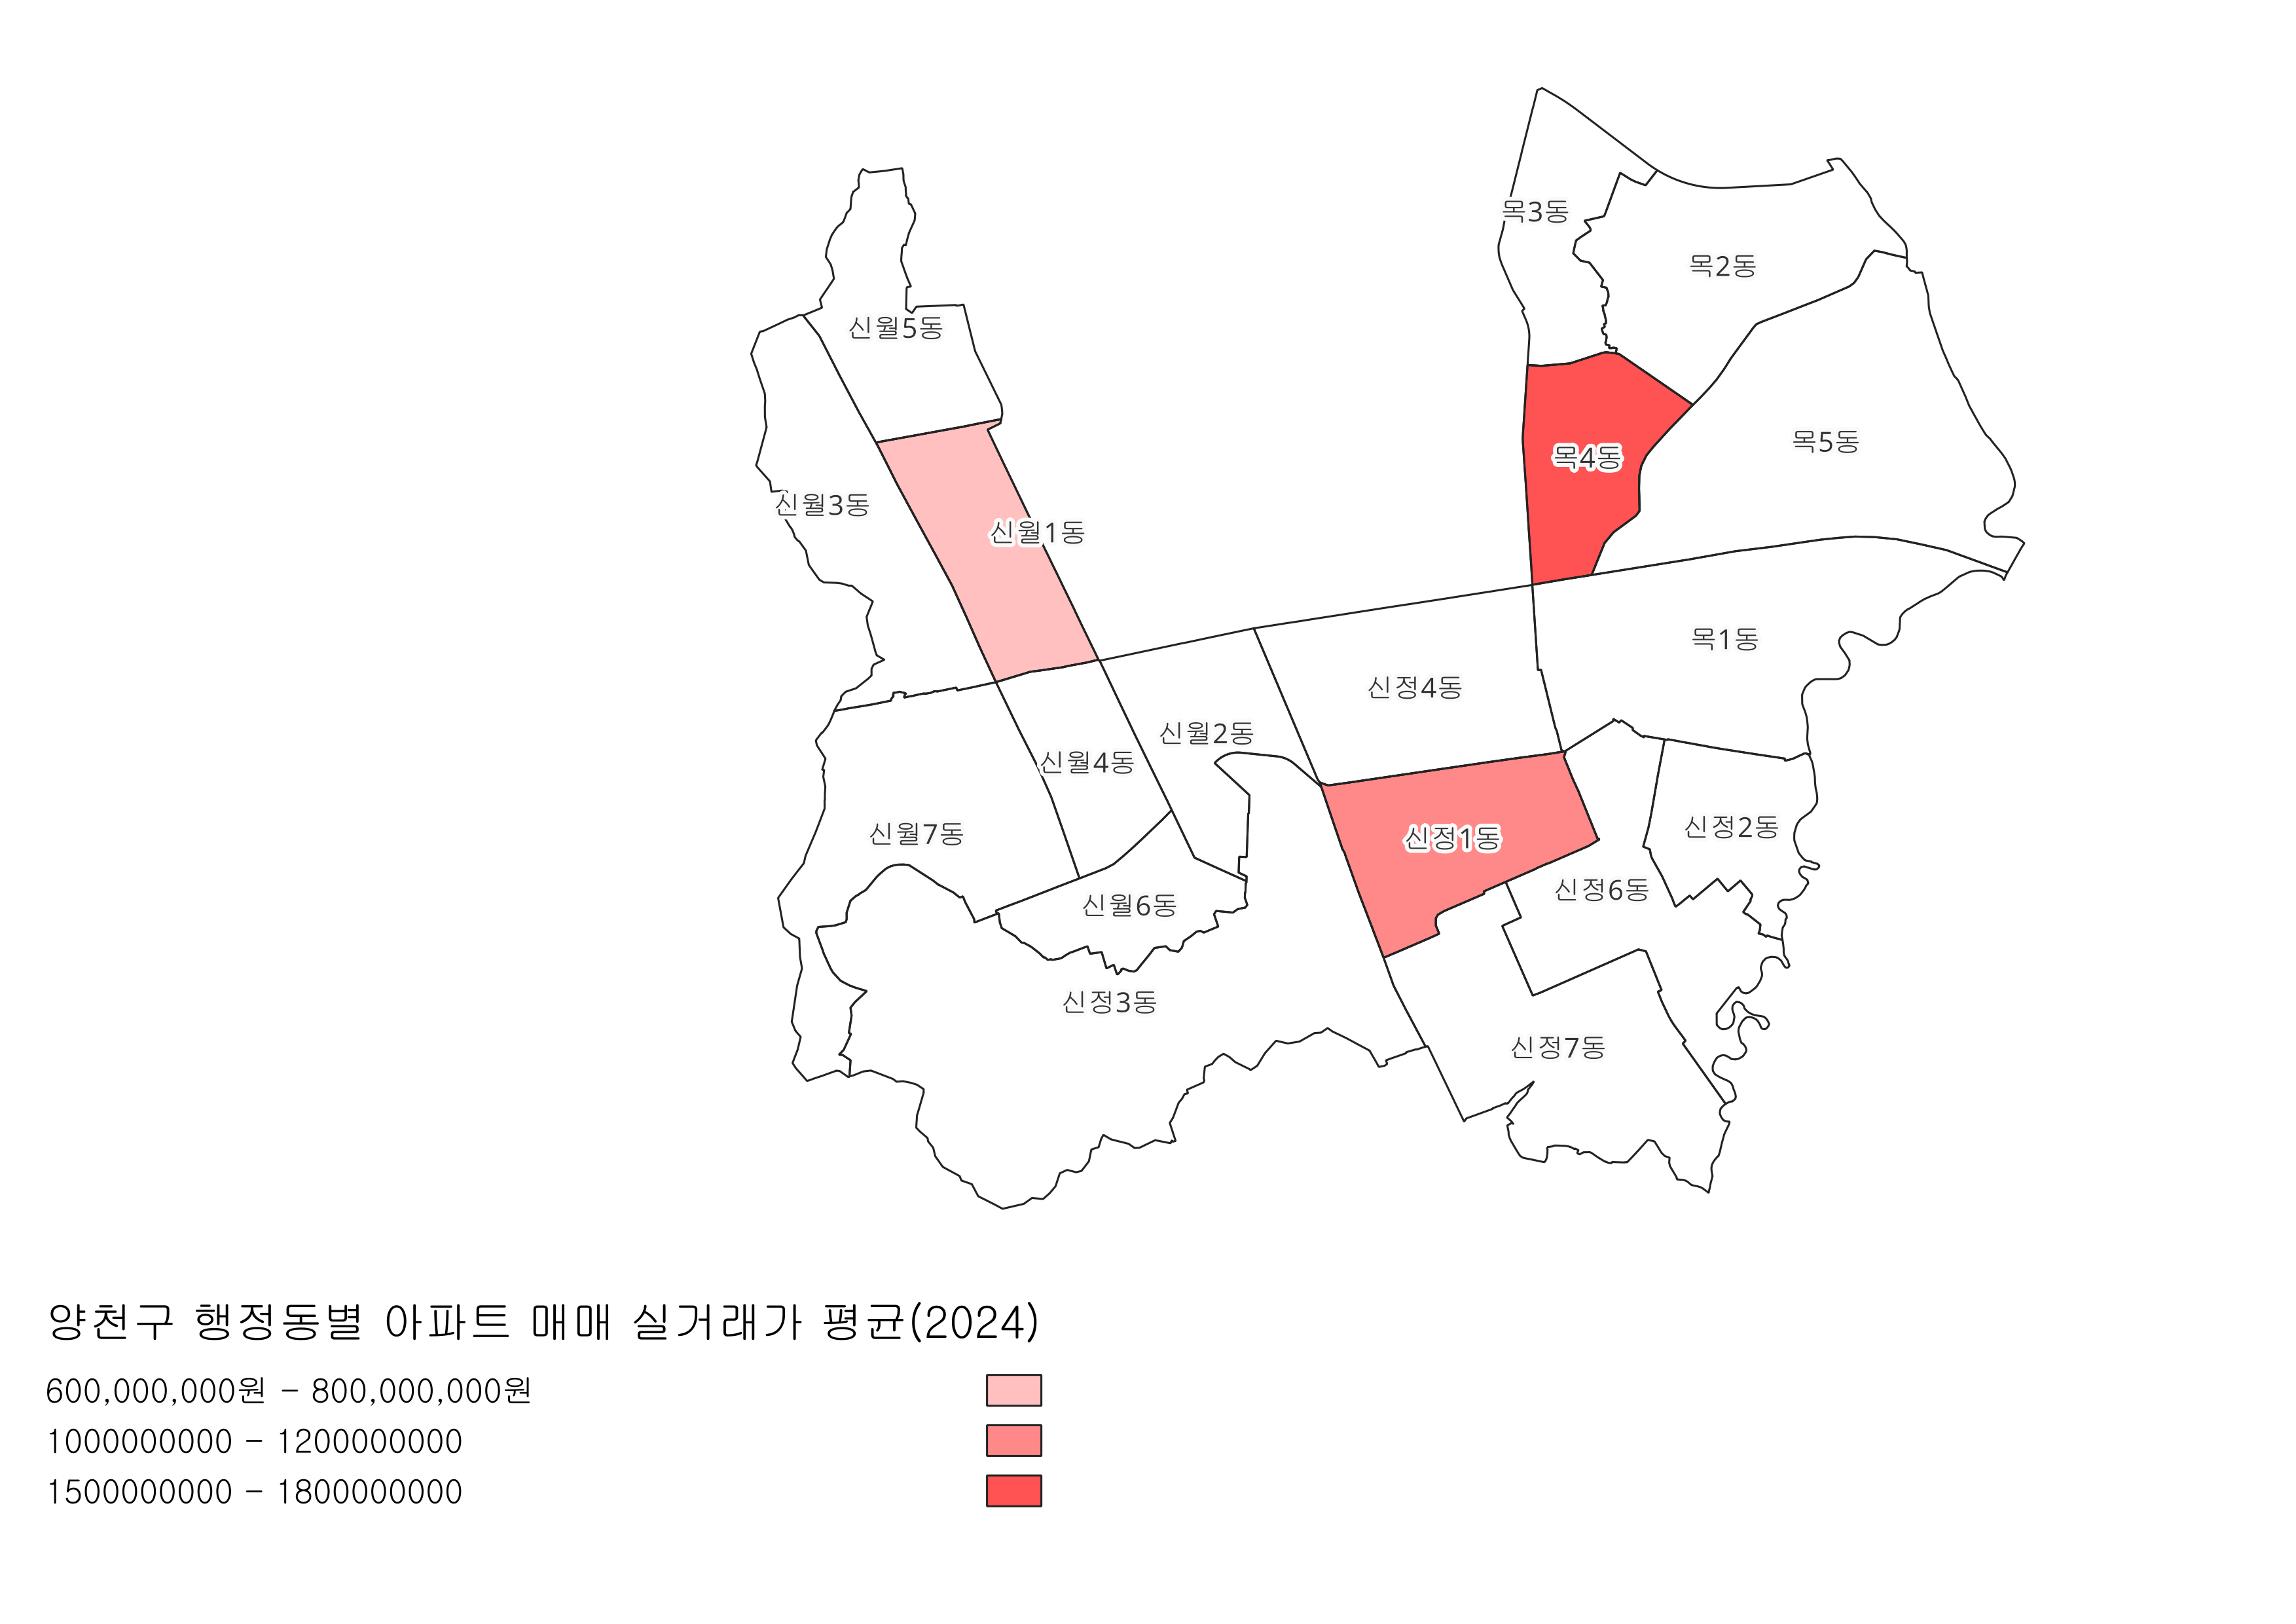 목3동
목2동
신월5동
목5동
목4동
신월3동
신월1동
목1동
신정4동
신월2동
신월4동
신정2동
신월7동
신정1동
신정6동
신월6동
신정3동
신정7동
양천구 행정동별 아파트 매매 실거래가 평균(2024)
600,000,000원 - 800,000,000원
1000000000 - 1200000000
1500000000 - 1800000000